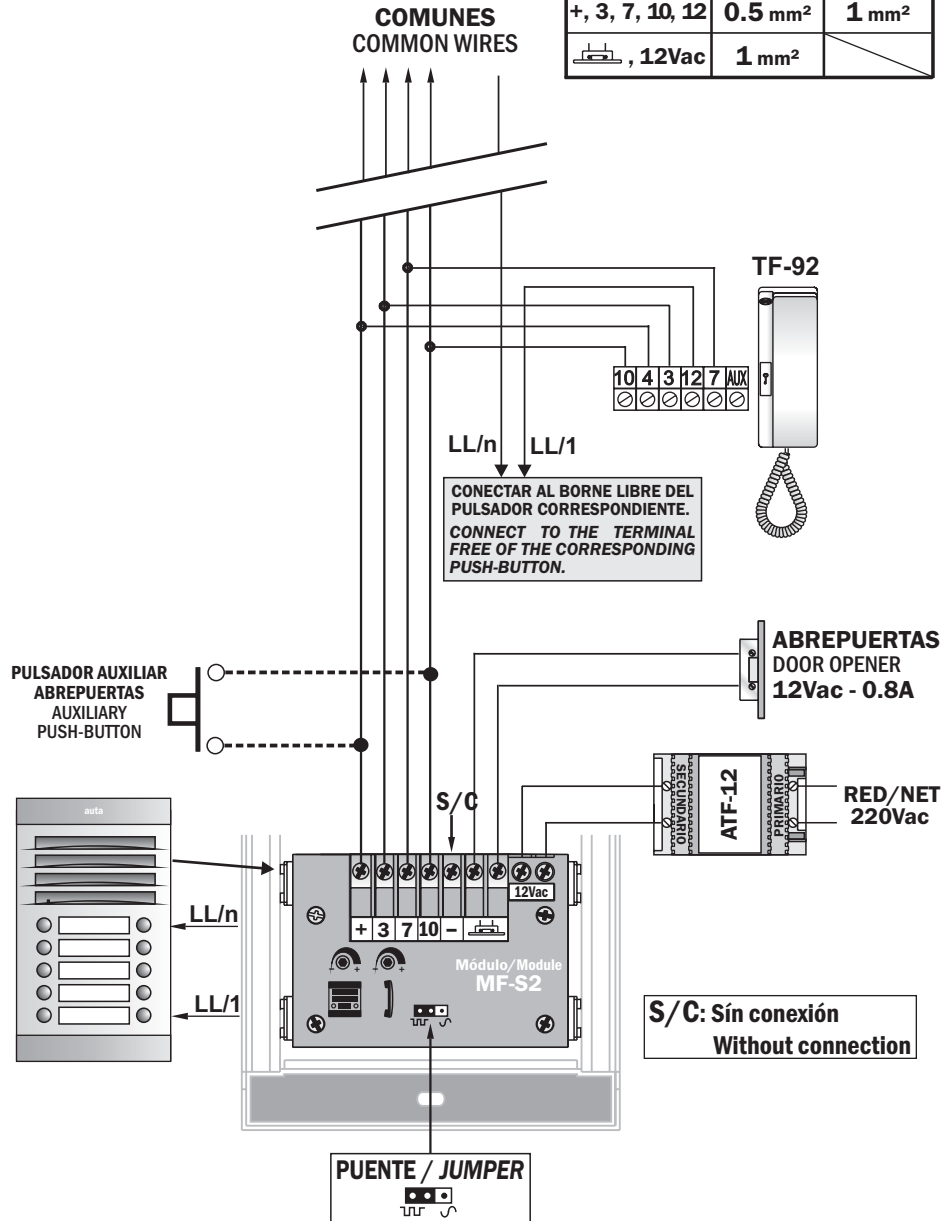 COMUNES
COMMON WIRES
+, 3, 7, 10, 12 0.5 mm² 1 mm²
, 12Vac 1 mm²
TF-92
10 4 3 12 7 AUX
LL/n LL/1
CONECTAR AL BORNE LIBRE DEL
PULSADOR CORRESPONDIENTE.
CONNECT TO THE TERMINAL
FREE OF THE CORRESPONDING
PUSH-BUTTON.
PULSADOR AUXILIAR
ABREPUERTAS
AUXILIARY
PUSH-BUTTON
ABREPUERTAS
DOOR OPENER
12Vac - 0.8A
SECUNDARIO
ATF-12
PRIMARIO
RED/NET
220Vac
S/C
auta
LL/n
LL/1
12Vac
+ 3 7 10 –
- + - +
Módulo/Module
MF-S2
S/C: Sín conexión
Without connection
PUENTE / JUMPER